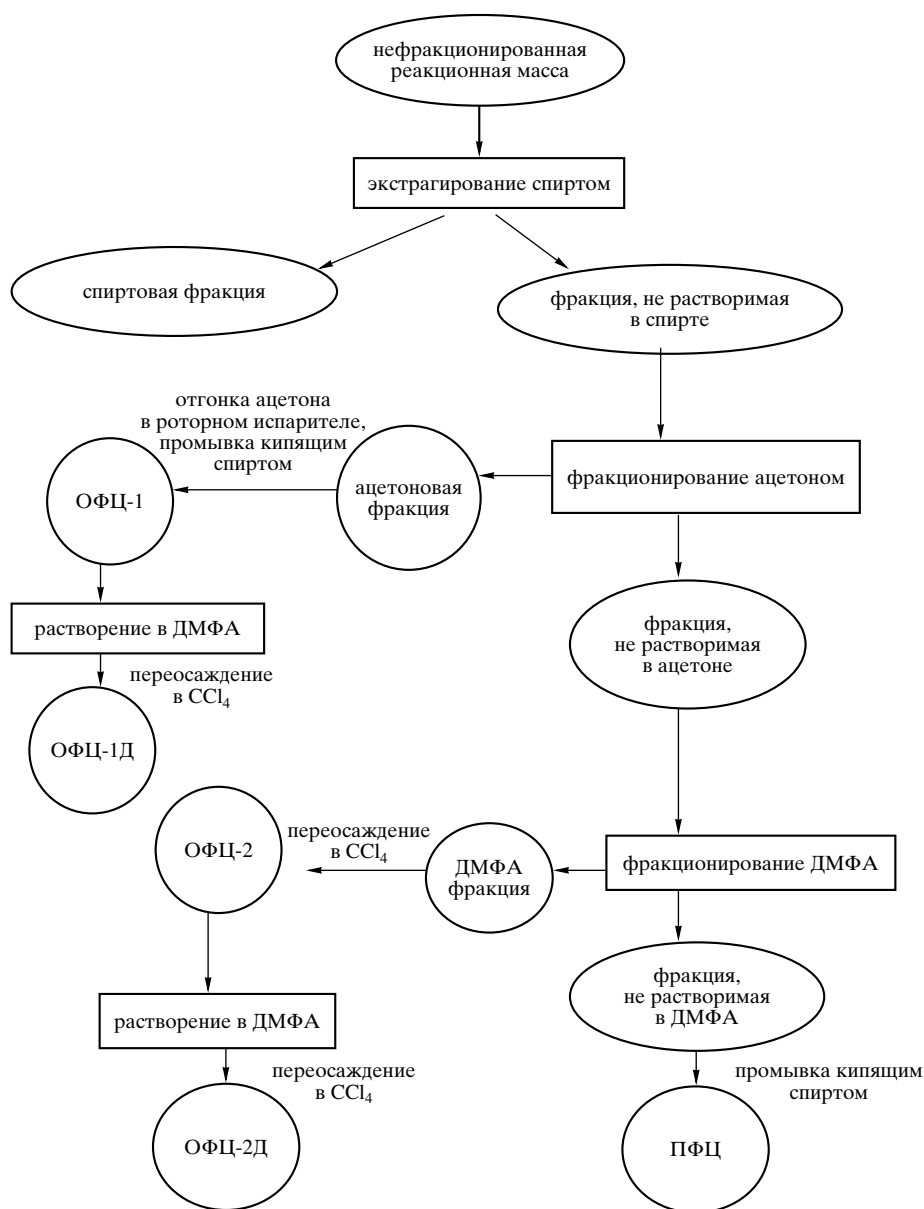 нефракционированная
реакционная масса
экстрагирование спиртом
спиртовая фракция
фракция, не растворимая
в спирте
отгонка ацетона
в роторном испарителе,
промывка кипящим
спиртом
ОФЦ-1
ацетоновая
фракция
фракционирование ацетоном
растворение в ДМФА
фракция,
не растворимая
в ацетоне
переосаждение
в CCl₄
ОФЦ-1Д
ОФЦ-2
переосаждение
в CCl₄
ДМФА
фракция
фракционирование ДМФА
фракция,
не растворимая
в ДМФА
растворение в ДМФА
переосаждение
в CCl₄
промывка кипящим
спиртом
ОФЦ-2Д
ПФЦ